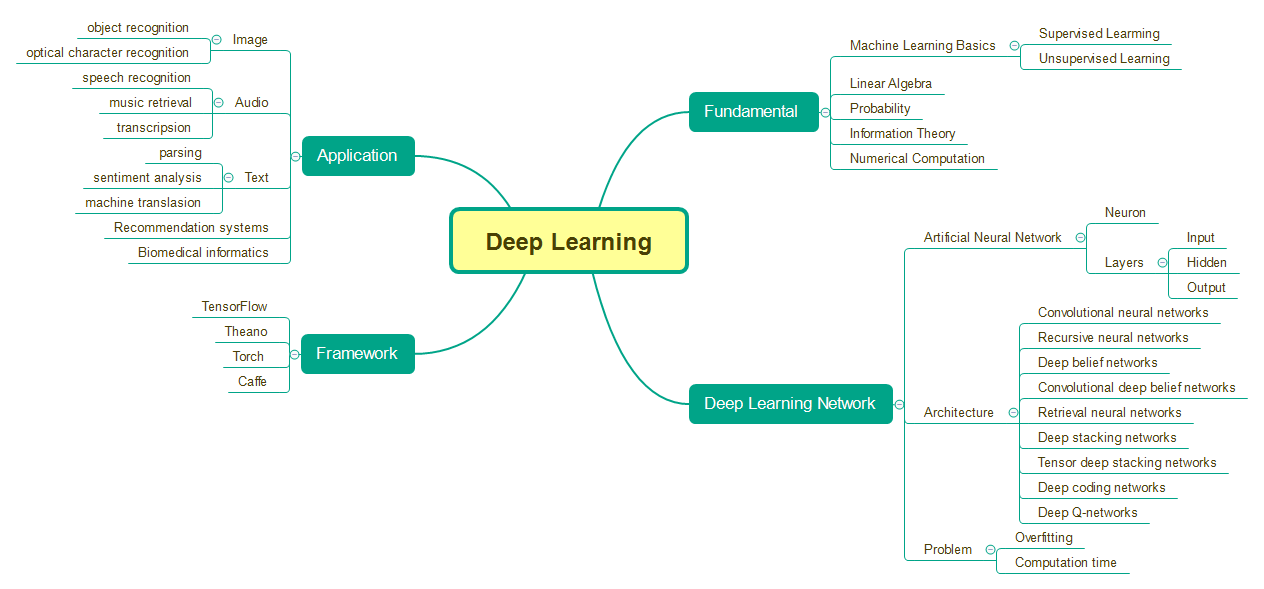 Deep Learning
Fundamental
Machine Learning Basics
Supervised Learming
Unsupervised Learning
Linear Algebra
Probability
Information Theory
Numerical Computation
Deep Learning Network
Artificial Neural Network
Neuron
Layers
Input
Hidden
Output
Architecture
Convolutional neural networks
Recursive neural networks
Deep belief networks
Convolutional deep belief networks
Retrieval neural networks
Deep stacking networks
Tensor deep stacking networks
Deep coding networks
Deep Q-networks
Problem
Overfitting
Computation time
Application
Image
object recognition
optical character recognition
Audio
speech recognition
music retrieval
transcripsion
Text
parsing
sentiment analysis
machine translasion
Recommendation systems
Biomedical informatics
Framework
TensorFlow
Theano
Torch
Caffe